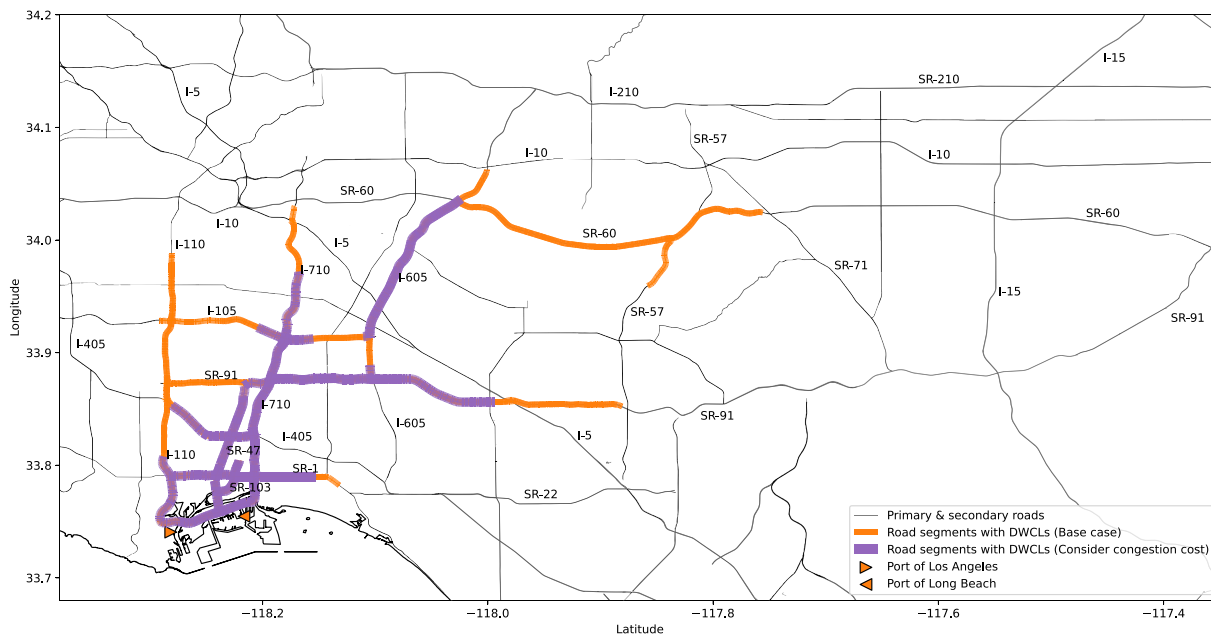 34.2
I-15
I-5
SR-210
I-210
34.1
SR-57
I-10
I-10
SR-60
SR-60
I-10
I-110
I-5
34.0
SR-60
I-710
I-605
SR-71
I-15
I-105
SR-57
SR-91
I-405
33.9
SR-91
I-710
SR-91
I-605
I-405
I-5
I-110
SR-47
33.8
SR-1
SR-103
SR-22
33.7
Longitude
Primary & secondary roads
Road segments with DWCLs (Base case)
Road segments with DWCLs (Consider congestion cost)
Port of Los Angeles
Port of Long Beach
−118.2
−118.0
−117.8
−117.6
−117.4
Latitude